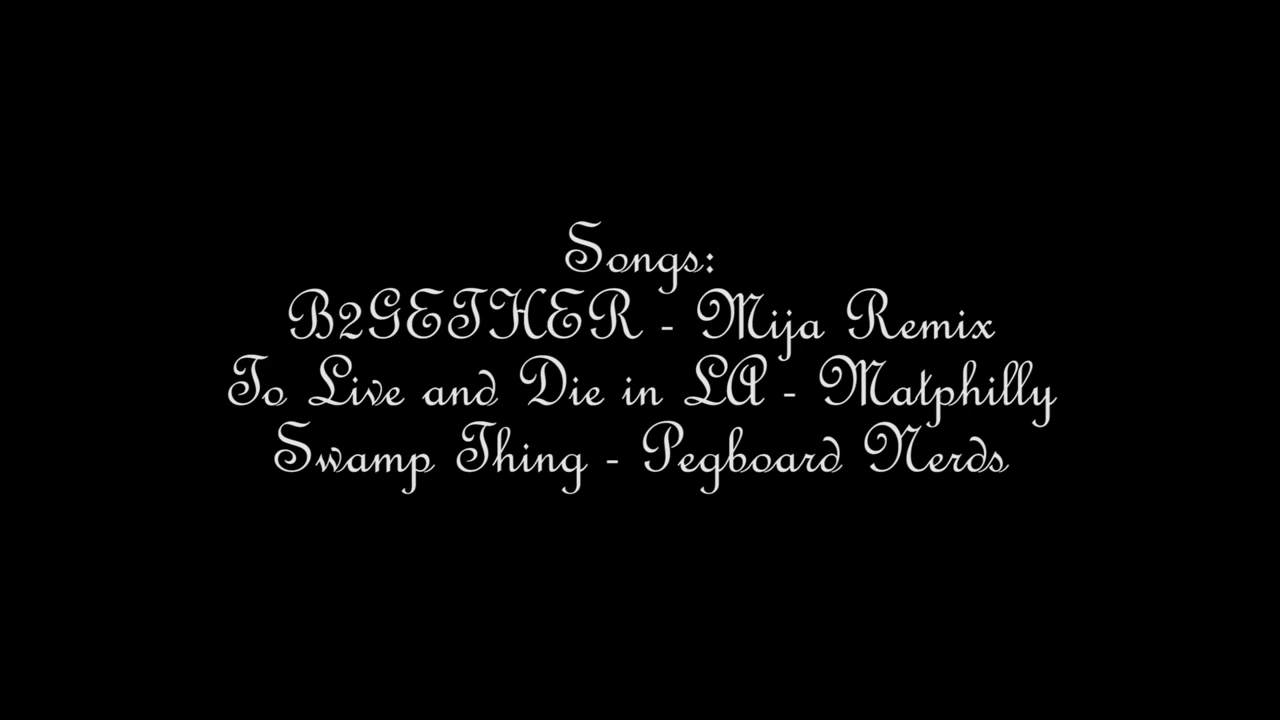 Songs:
B2GETHER - Mija Remix
To Live and Die in LA - Matphilly
Swamp Thing - Pegboard Nerds